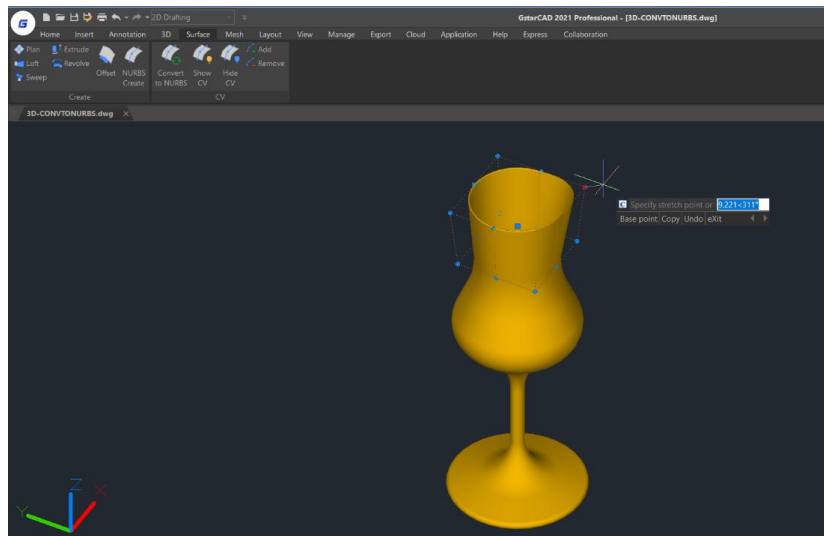 G
2D Drafting
GstarCAD 2021 Professional - [3D-CONVTONURBS.dwg]
Home Insert Annotation 3D Surface Mesh Layout View Manage Export Cloud Application Help Express Collaboration
Plan Extrude
Loft Revolve
Sweep
Offset NURBS Create
Convert to NURBS Show CV Hide CV
Add
Remove
Create CV
3D-CONVTONURBS.dwg
Specify stretch point or 9.221<311°
Base point Copy Undo eXit
Z
X
Y